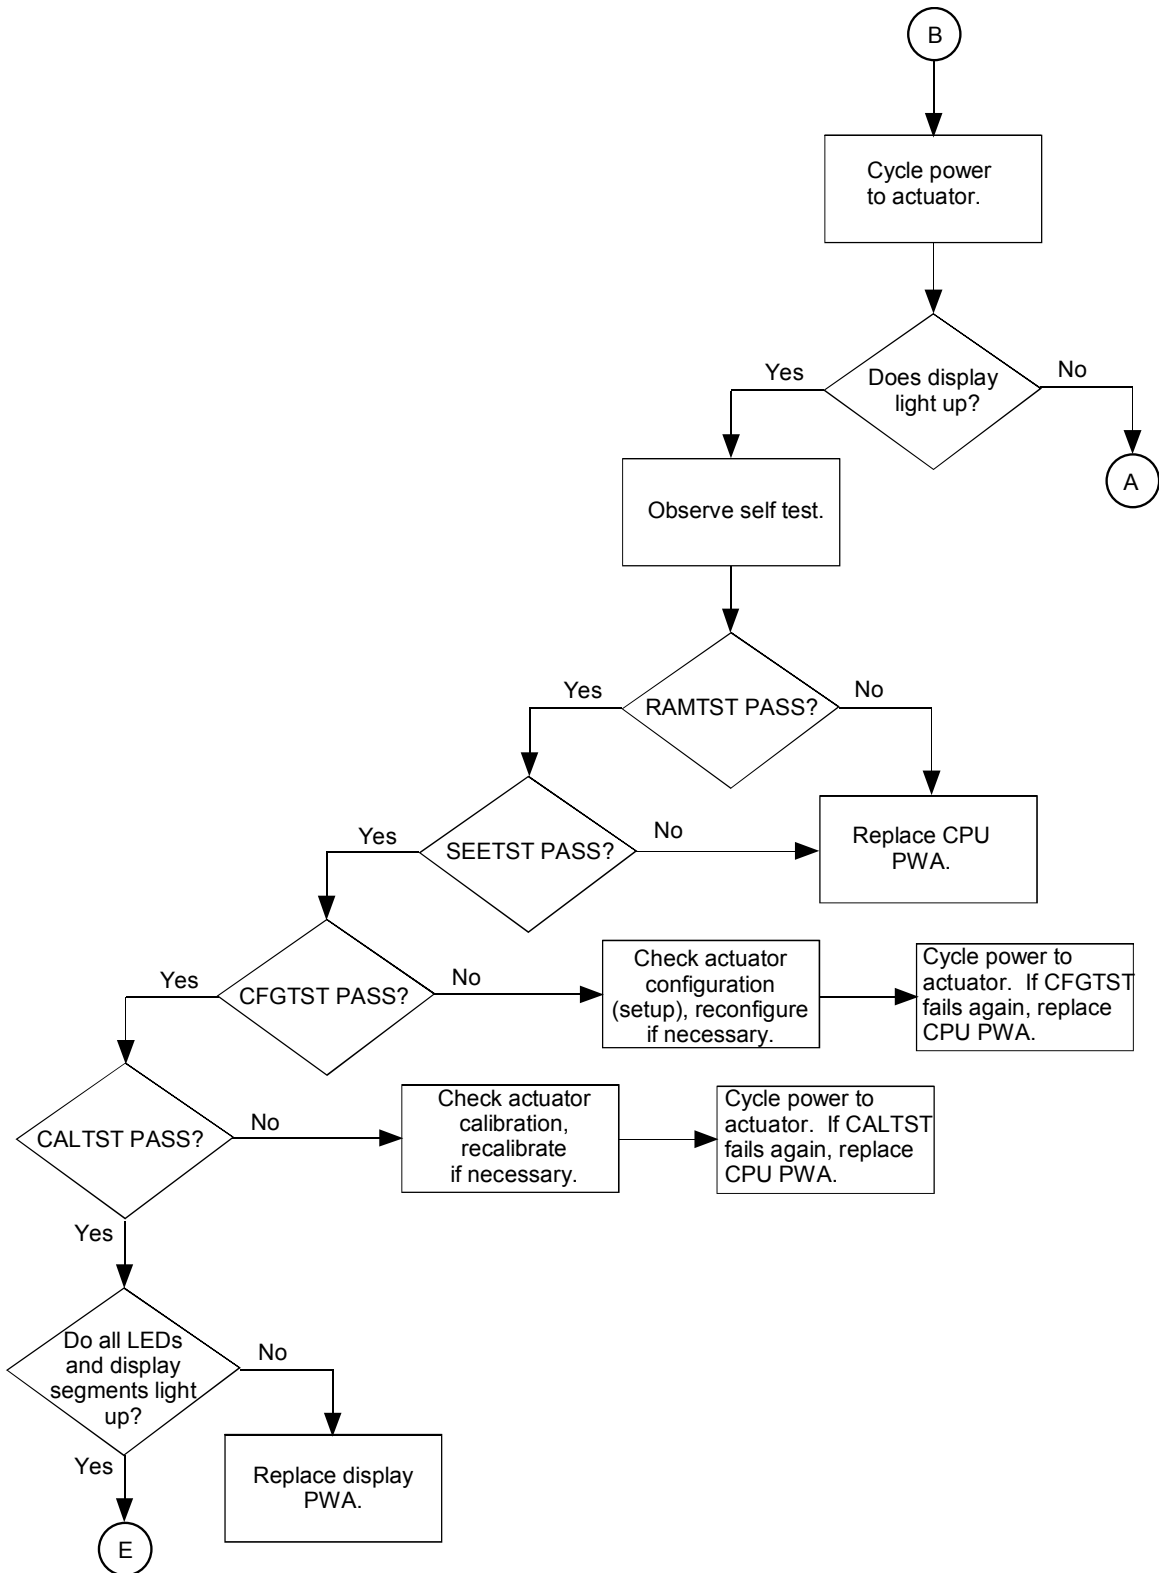 B
Cycle power
to actuator.
Does display
light up?
Yes
No
A
Observe self test.
RAMTST PASS?
Yes
No
SEETST PASS?
Yes
No
Replace CPU
PWA.
CFGTST PASS?
Yes
No
Check actuator
configuration
(setup), reconfigure
if necessary.
Cycle power to
actuator.  If CFGTST
fails again, replace
CPU PWA.
CALTST PASS?
No
Check actuator
calibration,
recalibrate
if necessary.
Cycle power to
actuator.  If CALTST
fails again, replace
CPU PWA.
Yes
Do all LEDs
and display
segments light
up?
No
Replace display
PWA.
Yes
E